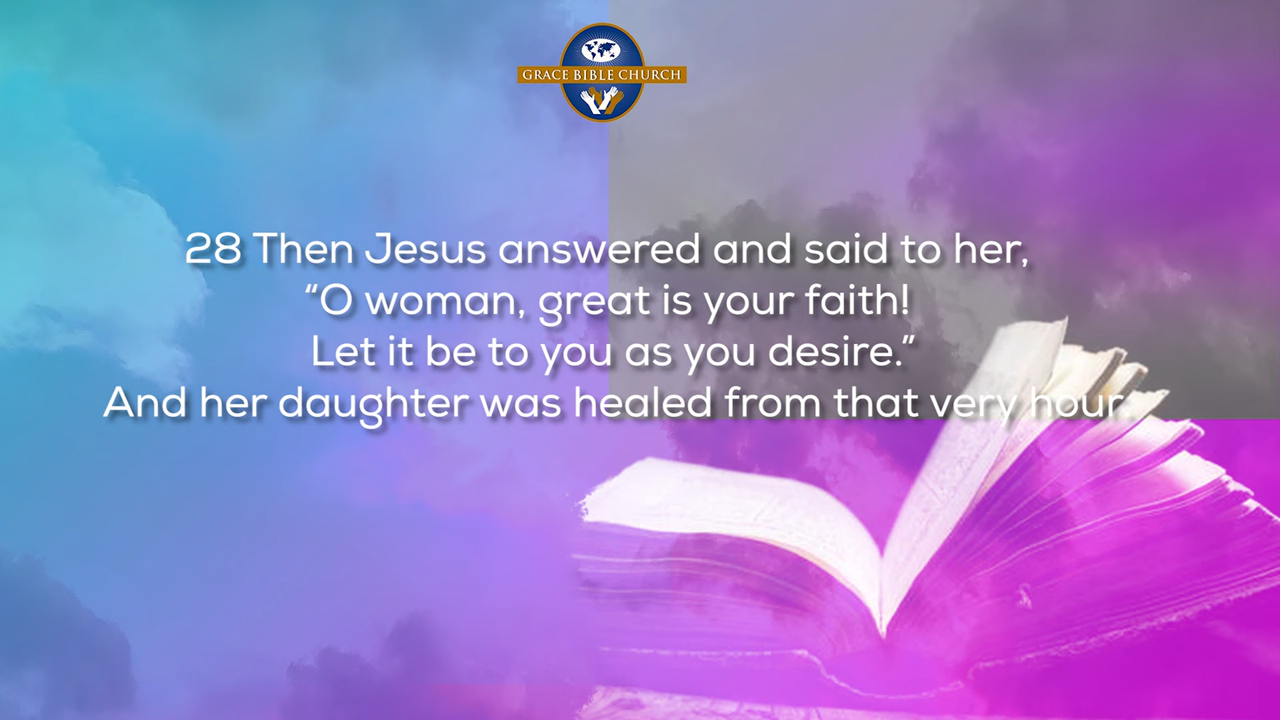 GRACE BIBLE CHURCH
28 Then Jesus answered and said to her,
“O woman, great is your faith!
Let it be to you as you desire.”
And her daughter was healed from that very hour.